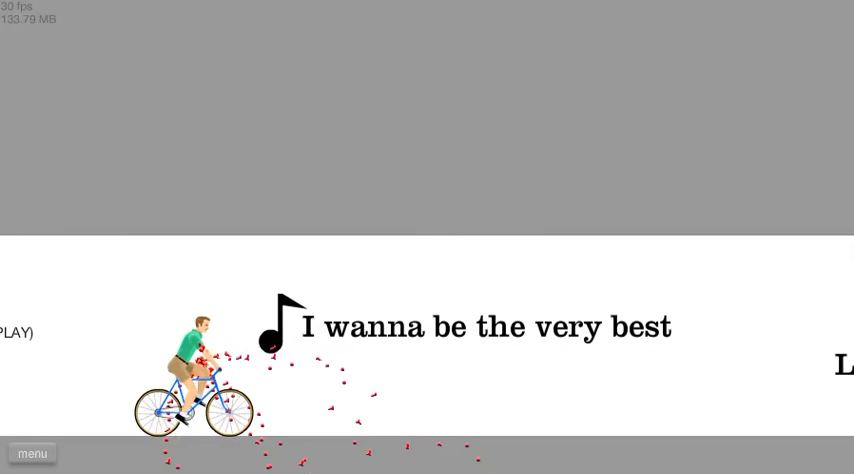 30 fps
133.79 MB
I wanna be the very best
PLAY)
L
menu